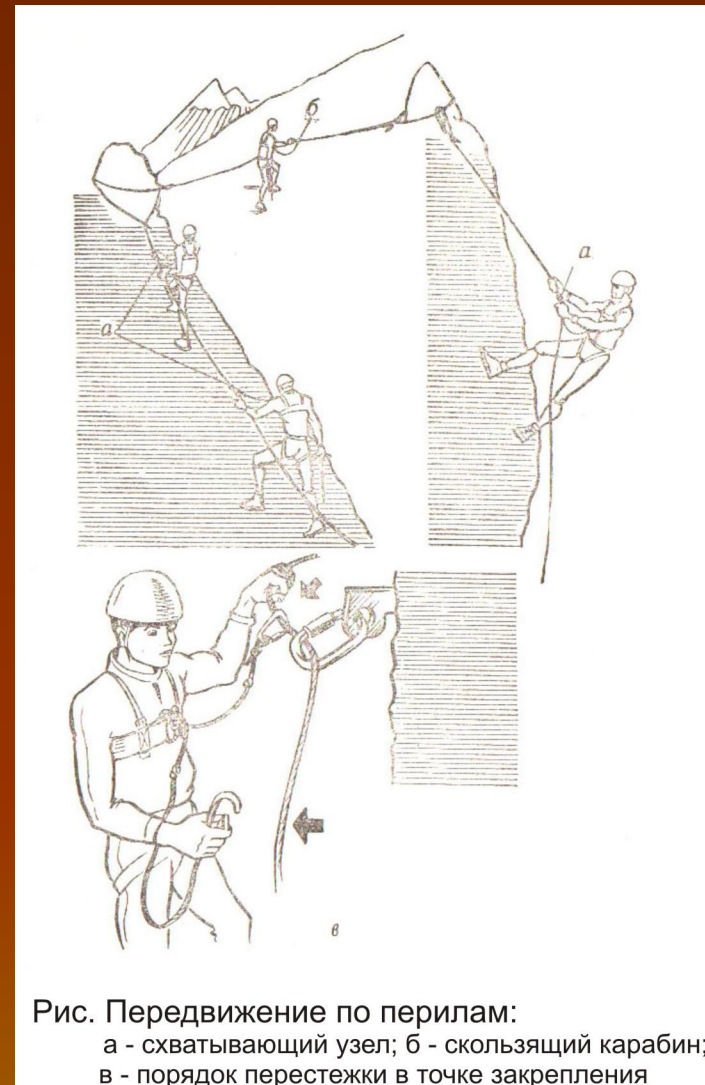 б
а
а
в
Рис. Передвижение по перилам:
а - схватывающий узел; б - скользящий карабин;
в - порядок перестежки в точке закрепления